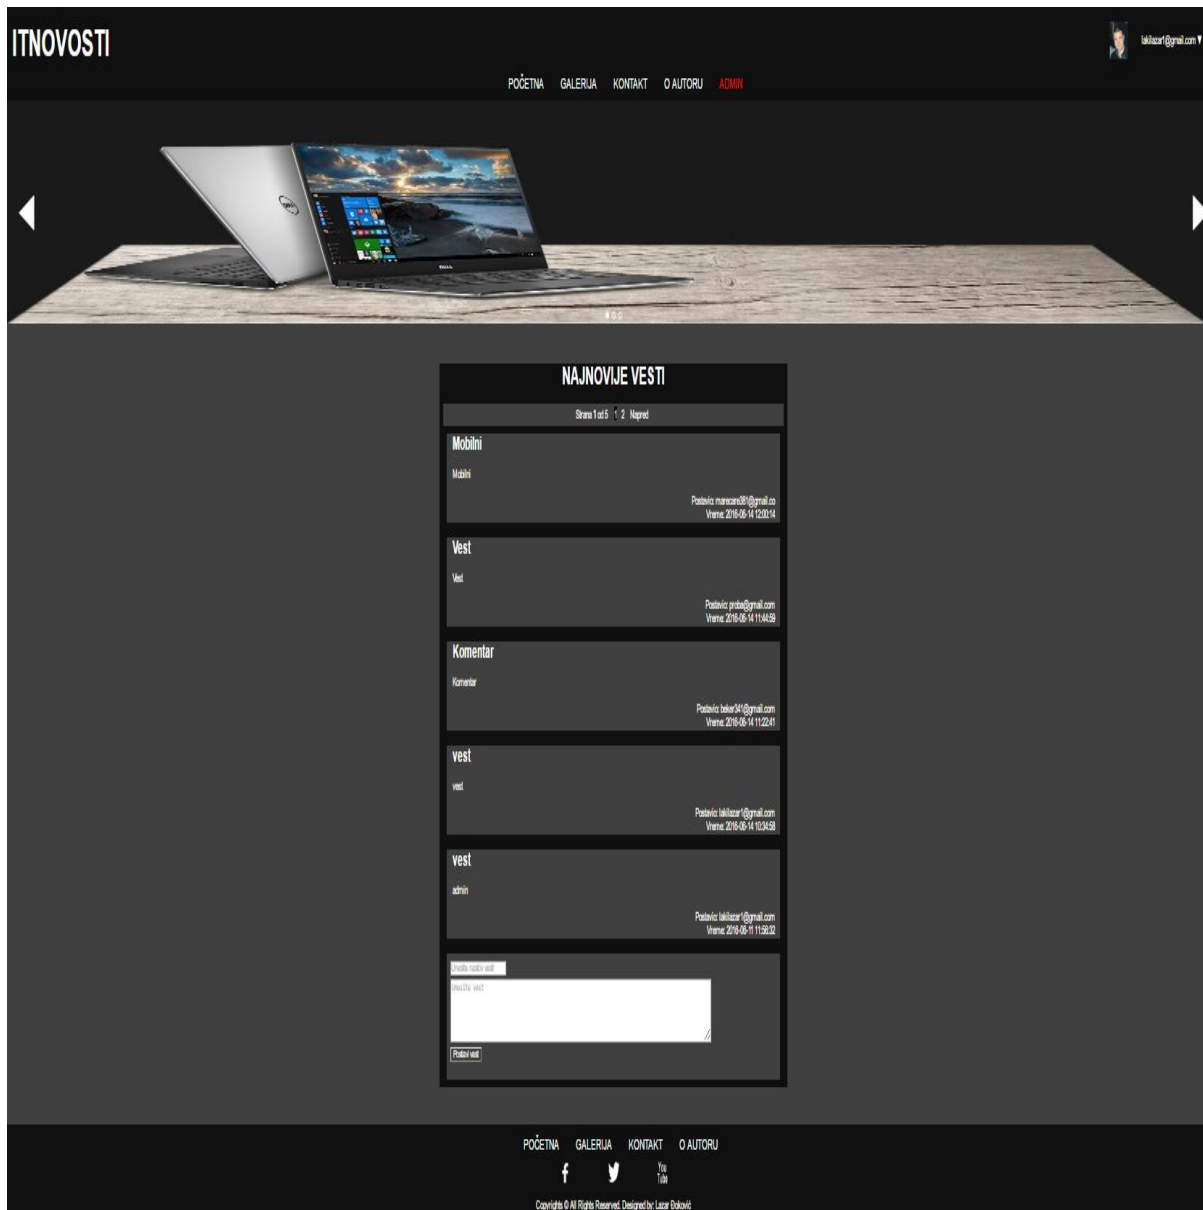 ITNOVOSTI
lakilazar1@gmail.com ▼
POČETNA GALERIJA KONTAKT O AUTORU ADMIN
DELL
DELL
NAJNOVIJE VESTI
Strana 1 od 5 1 2 Napred
Mobilni
Mobilni
Postavio: marecare381@gmail.co
Vreme: 2016-06-14 12:00:14
Vest
Vest
Postavio: proba@gmail.com
Vreme: 2016-06-14 11:44:59
Komentar
Komentar
Postavio: beker341@gmail.com
Vreme: 2016-06-14 11:22:41
vest
vest
Postavio: lakilazar1@gmail.com
Vreme: 2016-06-14 10:34:58
vest
admin
Postavio: lakilazar1@gmail.com
Vreme: 2016-06-11 11:56:32
Unesite naslov vesti
Unesite vest
Postavi vest
POČETNA GALERIJA KONTAKT O AUTORU
You
Tube
Copyrights © All Rights Reserved. Designed by: Lazar Đoković